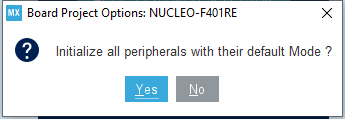 MX Board Project Options: NUCLEO-F401RE
? Initialize all peripherals with their default Mode ?
Yes No